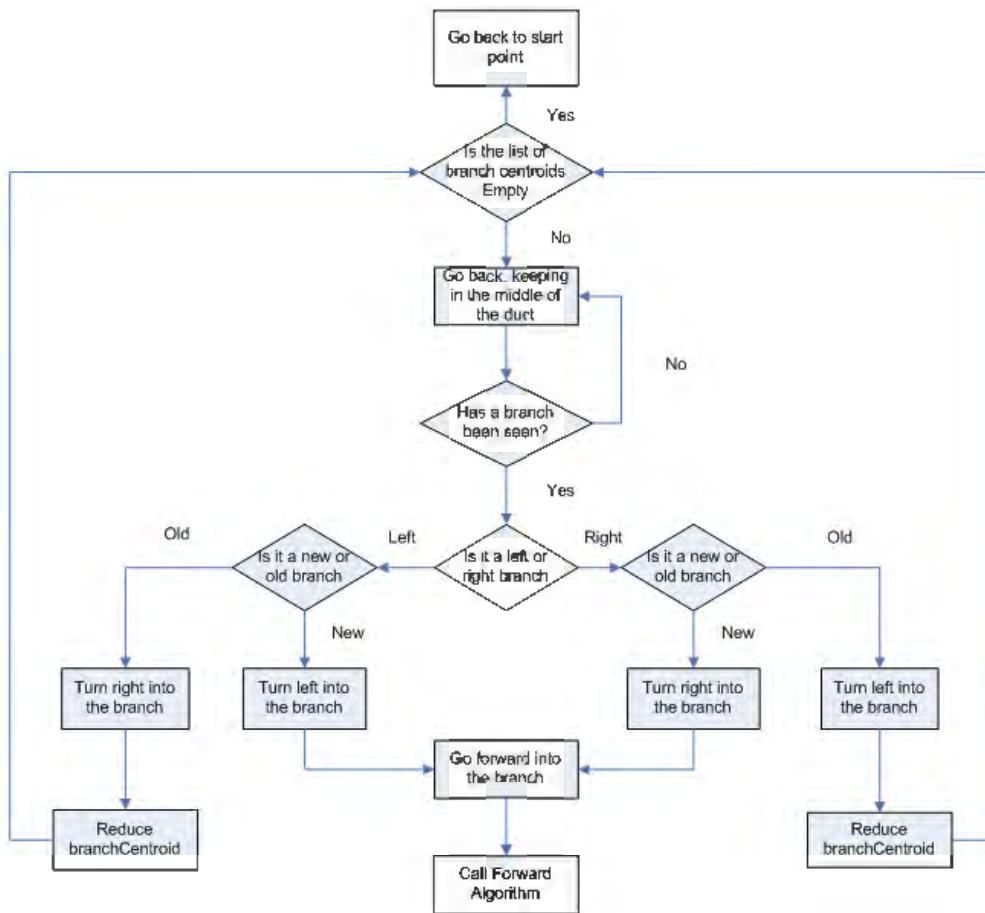 Go back to start
point
Yes
Is the list of
branch centroids
Empty
No
Go back, keeping
in the middle of
the duct
No
Has a branch
been seen?
Yes
Old
Is it a new or
old branch
Left
Is it a left or
right branch
Right
Is it a new or
old branch
Old
New
New
Turn right into
the branch
Turn left into
the branch
Turn right into
the branch
Turn left into
the branch
Go forward into
the branch
Reduce
branchCentroid
Reduce
branchCentroid
Call Forward
Algorithm